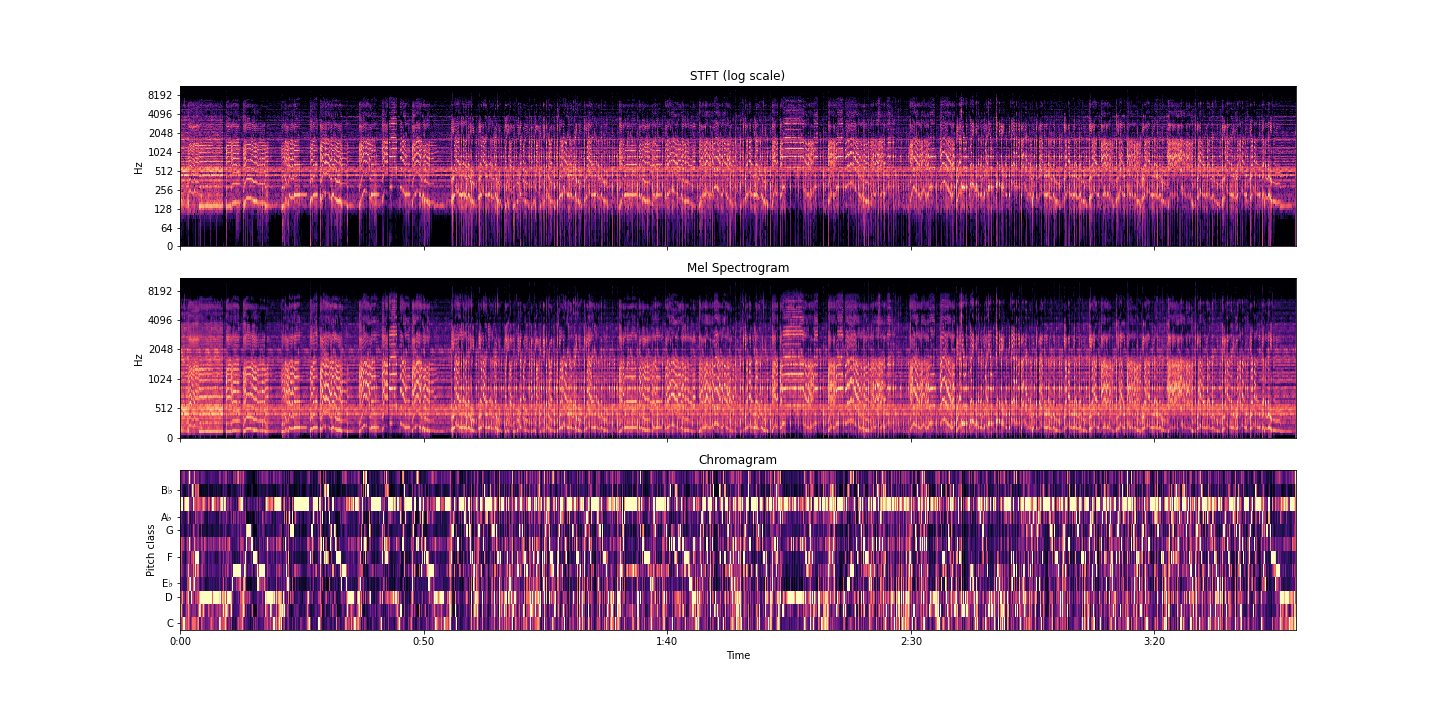 STFT (log scale)
8192
4096
2048
1024
512
256
128
64
0
Hz
Mel Spectrogram
8192
4096
2048
1024
512
0
Hz
Chromagram
B♭
A♭
G
F
E♭
D
C
Pitch class
0:00
0:50
1:40
2:30
3:20
Time